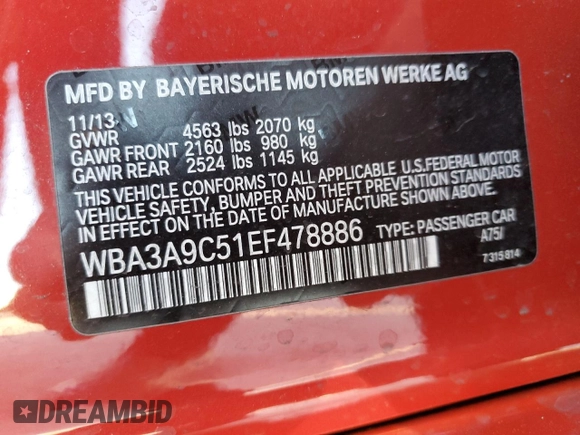 MFD BY BAYERISCHE MOTOREN WERKE AG
11/13
GVWR 4563 lbs 2070 kg
GAWR FRONT 2160 lbs 980 kg
GAWR REAR 2524 lbs 1145 kg
THIS VEHICLE CONFORMS TO ALL APPLICABLE U.S. FEDERAL MOTOR
VEHICLE SAFETY, BUMPER AND THEFT PREVENTION STANDARDS
IN EFFECT ON THE DATE OF MANUFACTURE SHOWN ABOVE.
WBA3A9C51EF478886 TYPE: PASSENGER CAR
A75/
7315814
DREAMBID